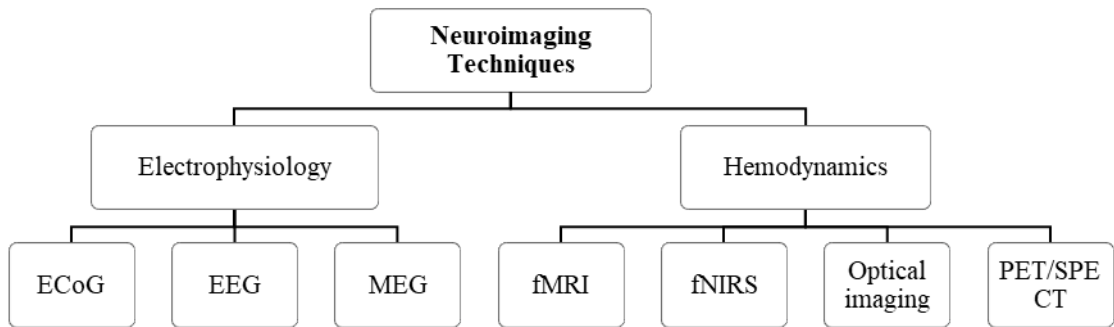 Neuroimaging
Techniques
Electrophysiology
Hemodynamics
ECoG
EEG
MEG
fMRI
fNIRS
Optical
imaging
PET/SPE
CT